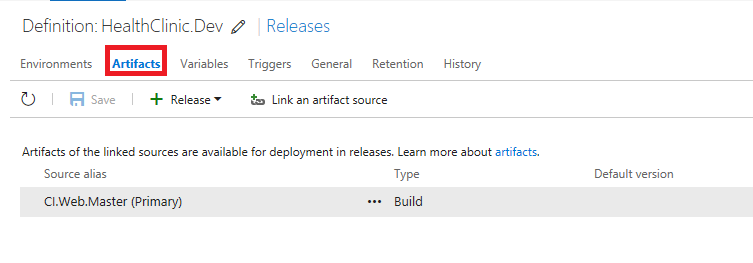 Definition: HealthClinic.Dev | Releases
Environments Artifacts Variables Triggers General Retention History
Save + Release Link an artifact source
Artifacts of the linked sources are available for deployment in releases. Learn more about artifacts.
Source alias Type Default version
CI.Web.Master (Primary) ••• Build